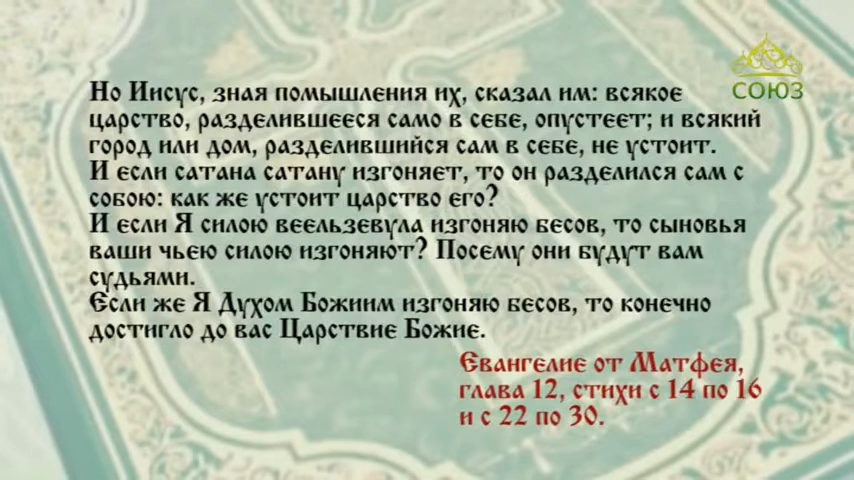 СОЮЗ
Но Иисус, зная помышления их, сказал им: всякое
царство, разделившееся само в себе, опустеет; и всякий
город или дом, разделившийся сам в себе, не устоит.
И если сатана сатану изгоняет, то он разделился сам с
собою: как же устоит царство его?
И если Я силою веельзевула изгоняю бесов, то сыновья
ваши чьею силою изгоняют? Посему они будут вам
судьями.
Если же Я Духом Божиим изгоняю бесов, то конечно
достигло до вас Царствие Божие.
Евангелие от Матфея,
глава 12, стихи с 14 по 16
и с 22 по 30.